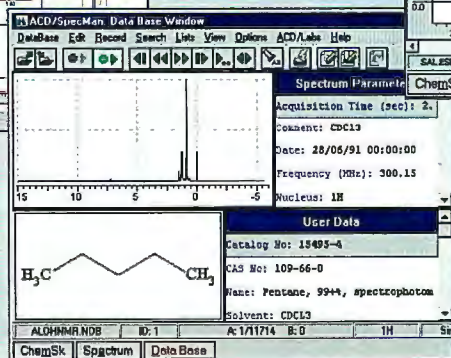 ACD/SpecMan: Data Base Window
DataBase Edit Record Search Lists View Options ACD/Labs Help
0.0
SALES
ChemS
Spectrum Paramete
Acquisition Time (sec): 2.
Comment: CDCl3
Date: 28/06/91 00:00:00
Frequency (MHz): 300.15
Nucleus: 1H
15 10 5 0 -5
User Data
Catalog No: 15495-4
CAS No: 109-66-0
Name: Pentane, 99+%, spectrophotom
Solvent: CDCl3
H3C CH3
ALDHNMR.NDB ID: 1 A: 1/11714 B: 0 1H Si
ChemSk Spectrum Data Base